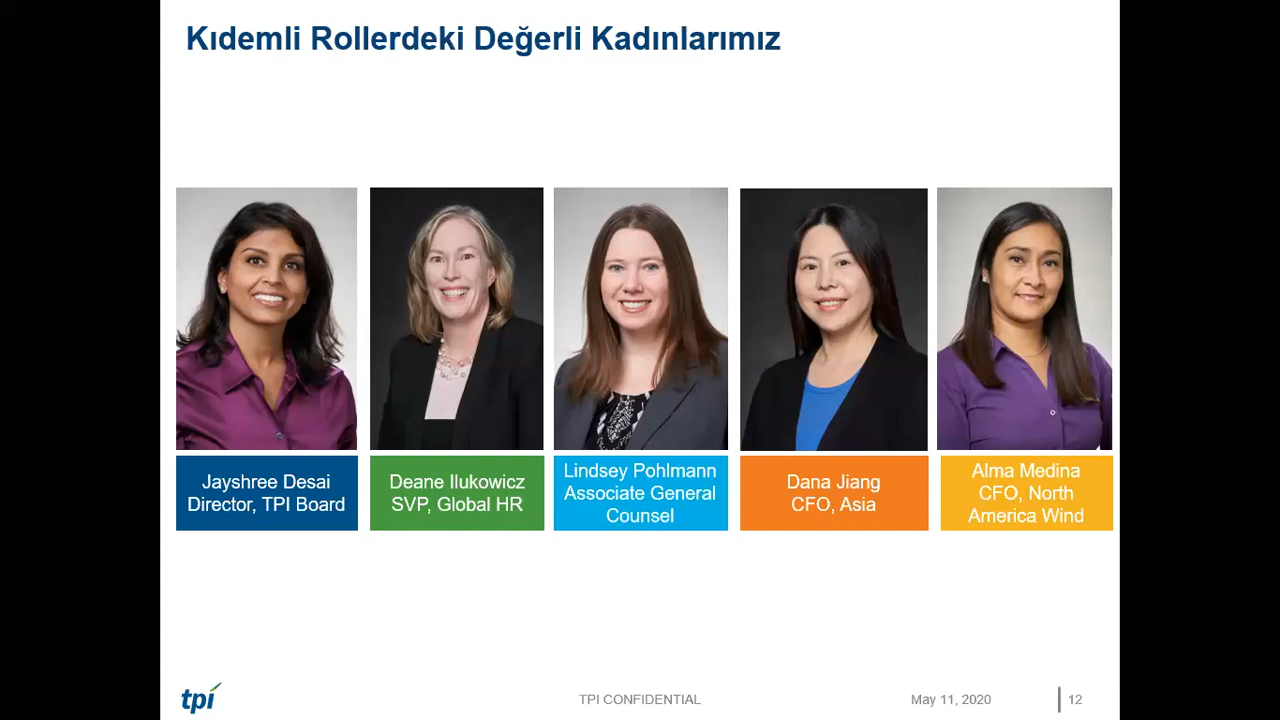 Kıdemli Rollerdeki Değerli Kadınlarımız
Jayshree Desai
Director, TPI Board
Deane Ilukowicz
SVP, Global HR
Lindsey Pohlmann
Associate General
Counsel
Dana Jiang
CFO, Asia
Alma Medina
CFO, North
America Wind
tpi
TPI CONFIDENTIAL
May 11, 2020
12